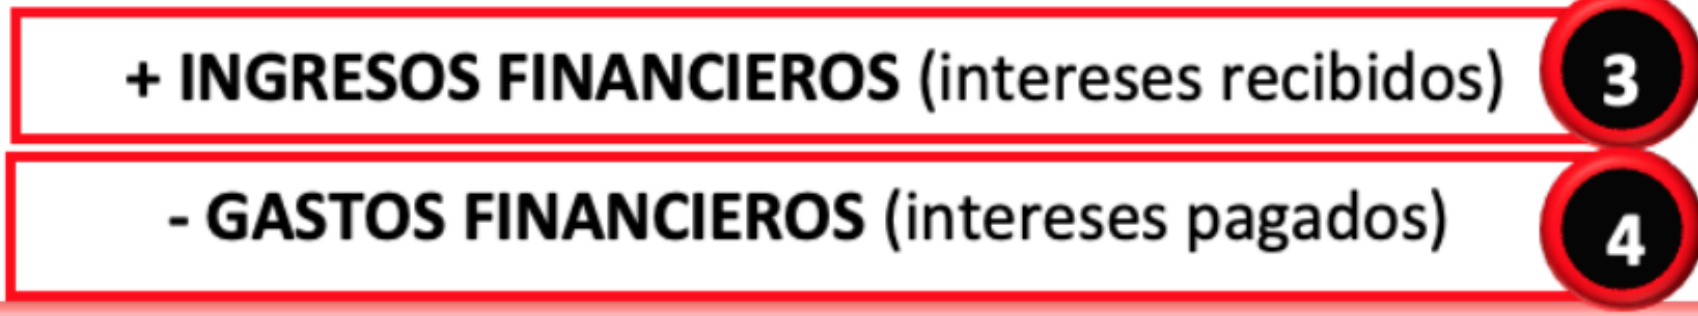 + INGRESOS FINANCIEROS (intereses recibidos) 3
- GASTOS FINANCIEROS (intereses pagados) 4